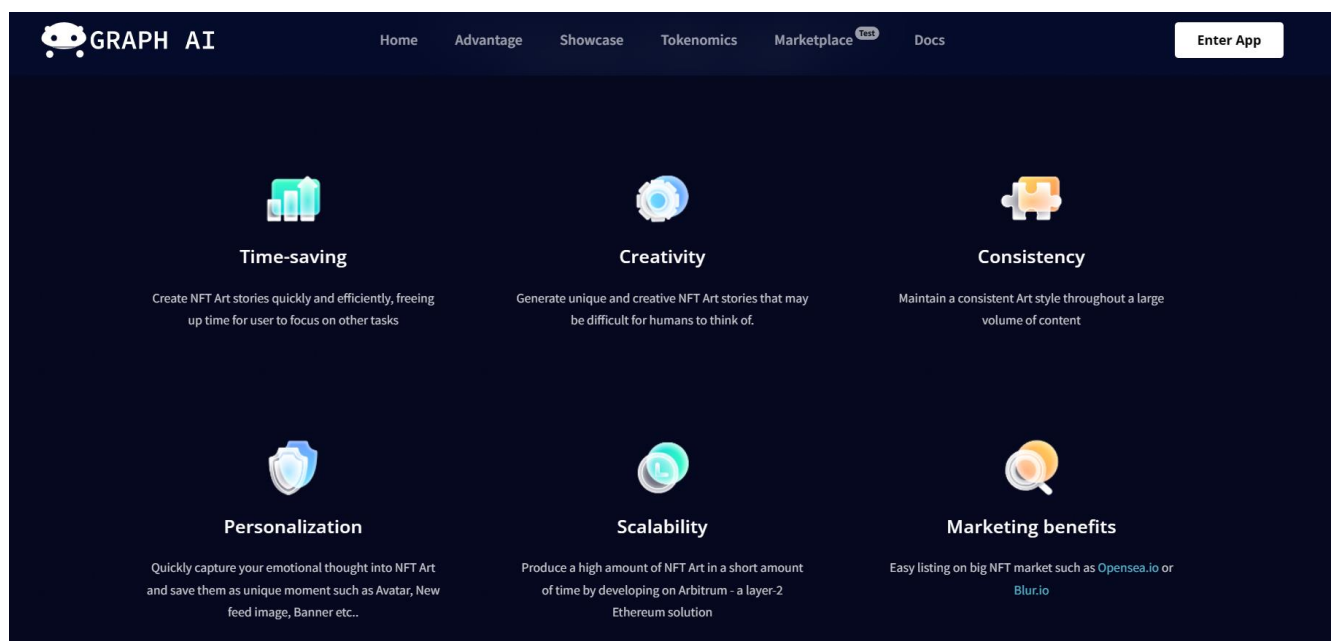 GRAPH AI
Home
Advantage
Showcase
Tokenomics
Marketplace Test
Docs
Enter App
Time-saving
Create NFT Art stories quickly and efficiently, freeing
up time for user to focus on other tasks
Creativity
Generate unique and creative NFT Art stories that may
be difficult for humans to think of.
Consistency
Maintain a consistent Art style throughout a large
volume of content
Personalization
Quickly capture your emotional thought into NFT Art
and save them as unique moment such as Avatar, New
feed image, Banner etc..
Scalability
Produce a high amount of NFT Art in a short amount
of time by developing on Arbitrum - a layer-2
Ethereum solution
Marketing benefits
Easy listing on big NFT market such as Opensea.io or
Blur.io